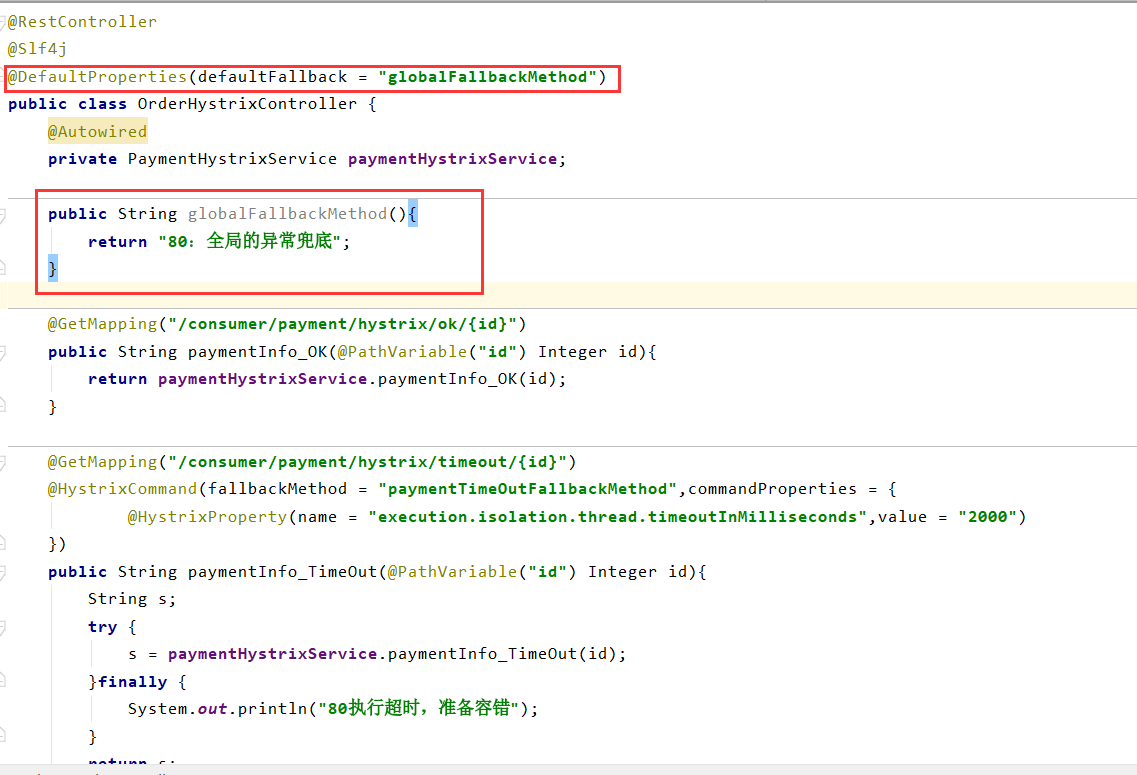 @RestController
@Slf4j
@DefaultProperties(defaultFallback = "globalFallbackMethod")
public class OrderHystrixController {
    @Autowired
    private PaymentHystrixService paymentHystrixService;

    public String globalFallbackMethod(){
        return "80：全局的异常兜底";
    }

    @GetMapping("/consumer/payment/hystrix/ok/{id}")
    public String paymentInfo_OK(@PathVariable("id") Integer id){
        return paymentHystrixService.paymentInfo_OK(id);
    }

    @GetMapping("/consumer/payment/hystrix/timeout/{id}")
    @HystrixCommand(fallbackMethod = "paymentTimeOutFallbackMethod",commandProperties = {
            @HystrixProperty(name = "execution.isolation.thread.timeoutInMilliseconds",value = "2000")
    })
    public String paymentInfo_TimeOut(@PathVariable("id") Integer id){
        String s;
        try {
            s = paymentHystrixService.paymentInfo_TimeOut(id);
        }finally {
            System.out.println("80执行超时，准备容错");
        }
        return s;